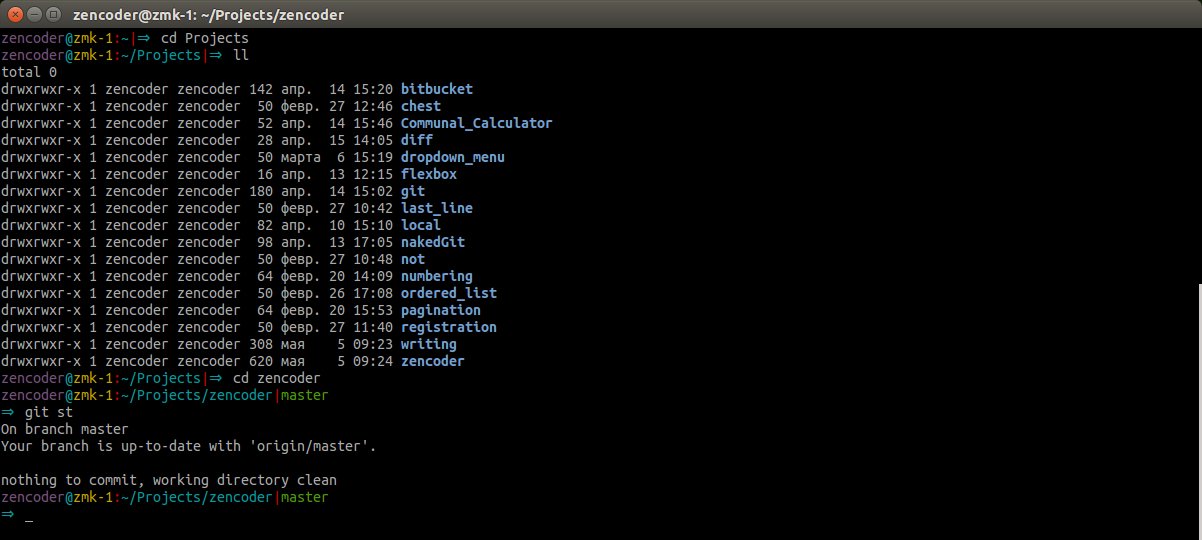 zencoder@zmk-1: ~/Projects/zencoder
zencoder@zmk-1:~|⇒ cd Projects
zencoder@zmk-1:~/Projects|⇒ ll
total 0
drwxrwxr-x 1 zencoder zencoder 142 апр.  14 15:20 bitbucket
drwxrwxr-x 1 zencoder zencoder  50 февр. 27 12:46 chest
drwxrwxr-x 1 zencoder zencoder  52 апр.  14 15:46 Communal_Calculator
drwxrwxr-x 1 zencoder zencoder  28 апр.  15 14:05 diff
drwxrwxr-x 1 zencoder zencoder  50 марта  6 15:19 dropdown_menu
drwxrwxr-x 1 zencoder zencoder  16 апр.  13 12:15 flexbox
drwxrwxr-x 1 zencoder zencoder 180 апр.  14 15:02 git
drwxrwxr-x 1 zencoder zencoder  50 февр. 27 10:42 last_line
drwxrwxr-x 1 zencoder zencoder  82 апр.  10 15:10 local
drwxrwxr-x 1 zencoder zencoder  98 апр.  13 17:05 nakedGit
drwxrwxr-x 1 zencoder zencoder  50 февр. 27 10:48 not
drwxrwxr-x 1 zencoder zencoder  64 февр. 20 14:09 numbering
drwxrwxr-x 1 zencoder zencoder  50 февр. 26 17:08 ordered_list
drwxrwxr-x 1 zencoder zencoder  64 февр. 20 15:53 pagination
drwxrwxr-x 1 zencoder zencoder  50 февр. 27 11:40 registration
drwxrwxr-x 1 zencoder zencoder 308 мая    5 09:23 writing
drwxrwxr-x 1 zencoder zencoder 620 мая    5 09:24 zencoder
zencoder@zmk-1:~/Projects|⇒ cd zencoder
zencoder@zmk-1:~/Projects/zencoder|master
⇒ git st
On branch master
Your branch is up-to-date with 'origin/master'.
nothing to commit, working directory clean
zencoder@zmk-1:~/Projects/zencoder|master
⇒ _